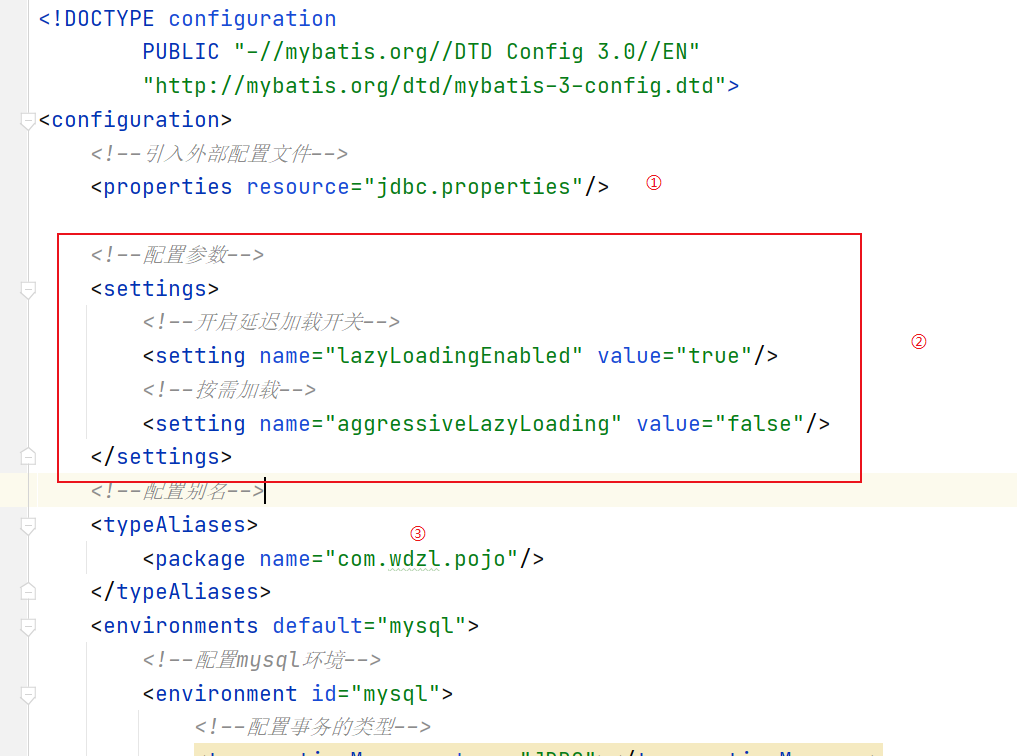 <!DOCTYPE configuration
        PUBLIC "-//mybatis.org//DTD Config 3.0//EN"
        "http://mybatis.org/dtd/mybatis-3-config.dtd">
<configuration>
    <!--引入外部配置文件-->
    <properties resource="jdbc.properties"/> ①
    <!--配置参数-->
    <settings>
        <!--开启延迟加载开关-->
        <setting name="lazyLoadingEnabled" value="true"/> ②
        <!--按需加载-->
        <setting name="aggressiveLazyLoading" value="false"/>
    </settings>
    <!--配置别名-->
    <typeAliases> ③
        <package name="com.wdzl.pojo"/>
    </typeAliases>
    <environments default="mysql">
        <!--配置mysql环境-->
        <environment id="mysql">
            <!--配置事务的类型-->